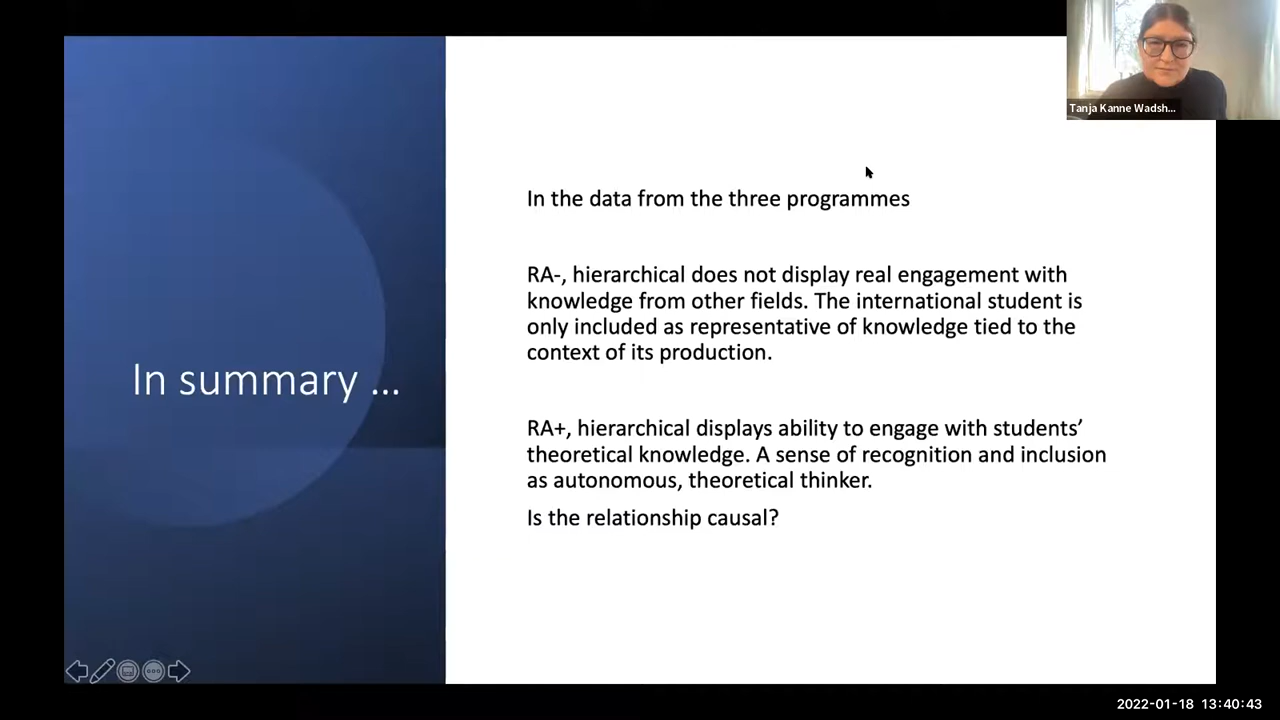 Tanja Kanne Wadsh...
In the data from the three programmes
RA-, hierarchical does not display real engagement with
knowledge from other fields. The international student is
only included as representative of knowledge tied to the
context of its production.
In summary ...
RA+, hierarchical displays ability to engage with students’
theoretical knowledge. A sense of recognition and inclusion
as autonomous, theoretical thinker.
Is the relationship causal?
2022-01-18 13:40:43